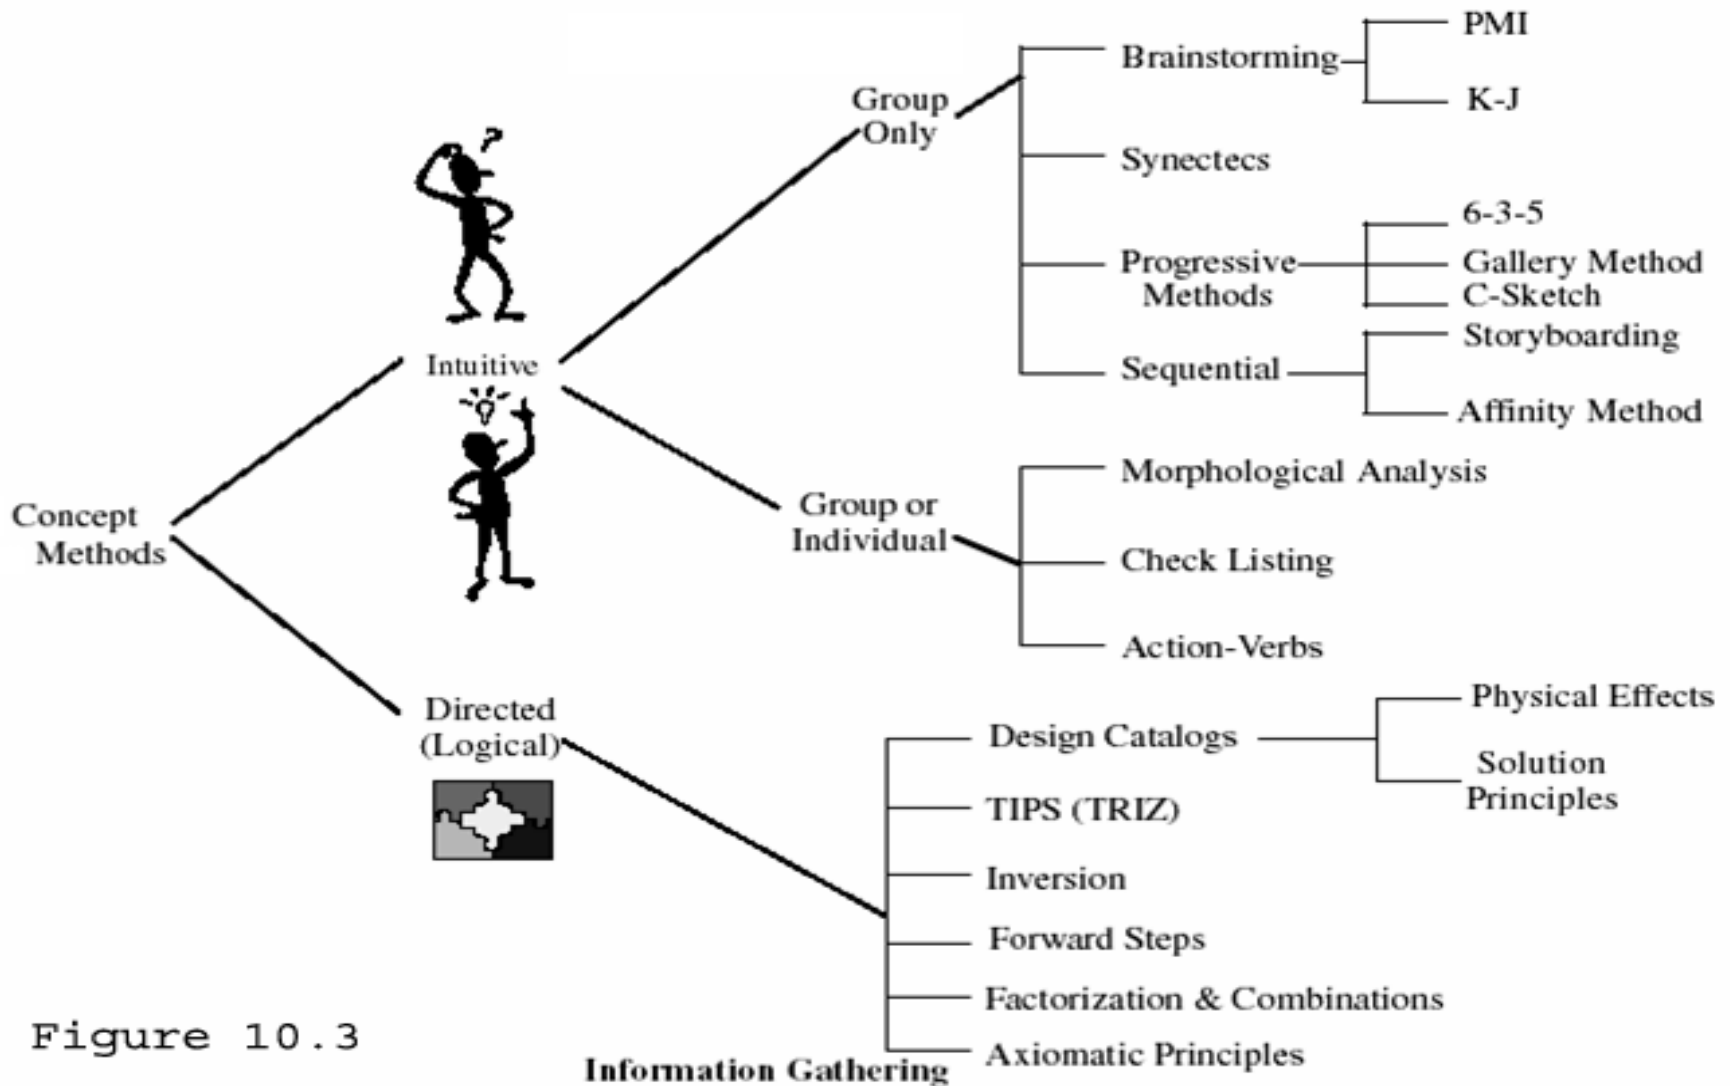 PMI
Brainstorming
K-J
Group
Only
Synectecs
6-3-5
Progressive
Methods
Gallery Method
C-Sketch
Storyboarding
Sequential
Affinity Method
?
Intuitive
Morphological Analysis
Group or
Individual
Check Listing
Action-Verbs
Concept
Methods
Directed
(Logical)
Physical Effects
Design Catalogs
Solution
Principles
TIPS (TRIZ)
Inversion
Forward Steps
Factorization & Combinations
Axiomatic Principles
Figure 10.3
Information Gathering